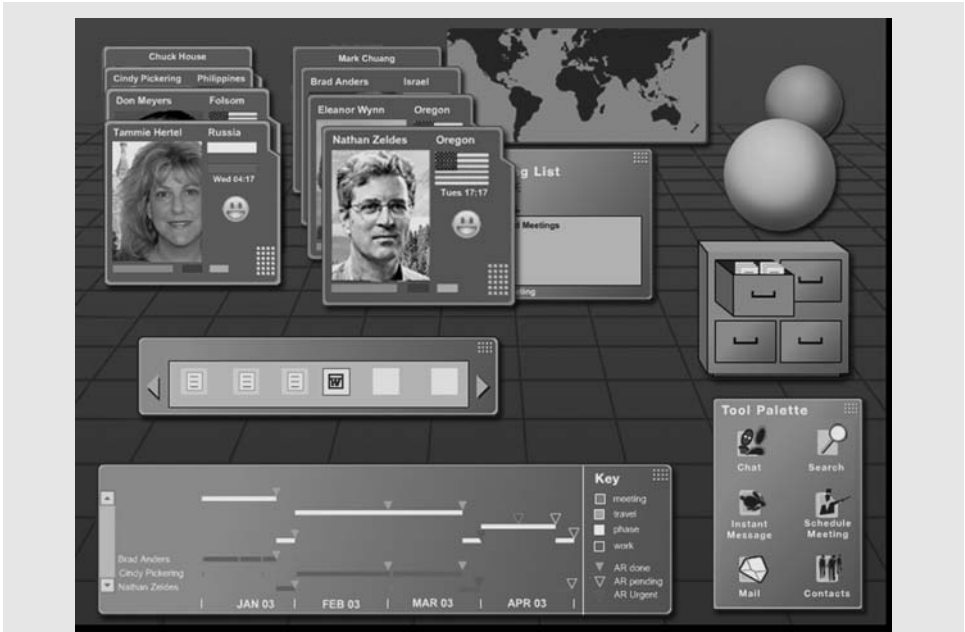 Chuck House
Cindy Pickering Philippines
Don Meyers Folsom
Tammie Hertel Russia
Wed 04:17
Mark Chuang
Brad Anders Israel
Eleanor Wynn Oregon
Nathan Zeldes Oregon
Tues 17:17
g List
d Meetings
eting
W
Tool Palette
Chat
Search
Instant
Message
Schedule
Meeting
Mail
Contacts
Brad Anders
Cindy Pickering
Nathan Zeldes
JAN 03
FEB 03
MAR 03
APR 03
Key
meeting
travel
phase
work
AR done
AR pending
AR Urgent